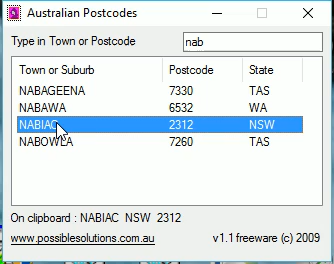 Australian Postcodes
Type in Town or Postcode nab
Town or Suburb Postcode State
NABAGEENA 7330 TAS
NABAWA 6532 WA
NABIAC 2312 NSW
NABOWLA 7260 TAS
On clipboard : NABIAC NSW 2312
www.possiblesolutions.com.au v1.1 freeware (c) 2009